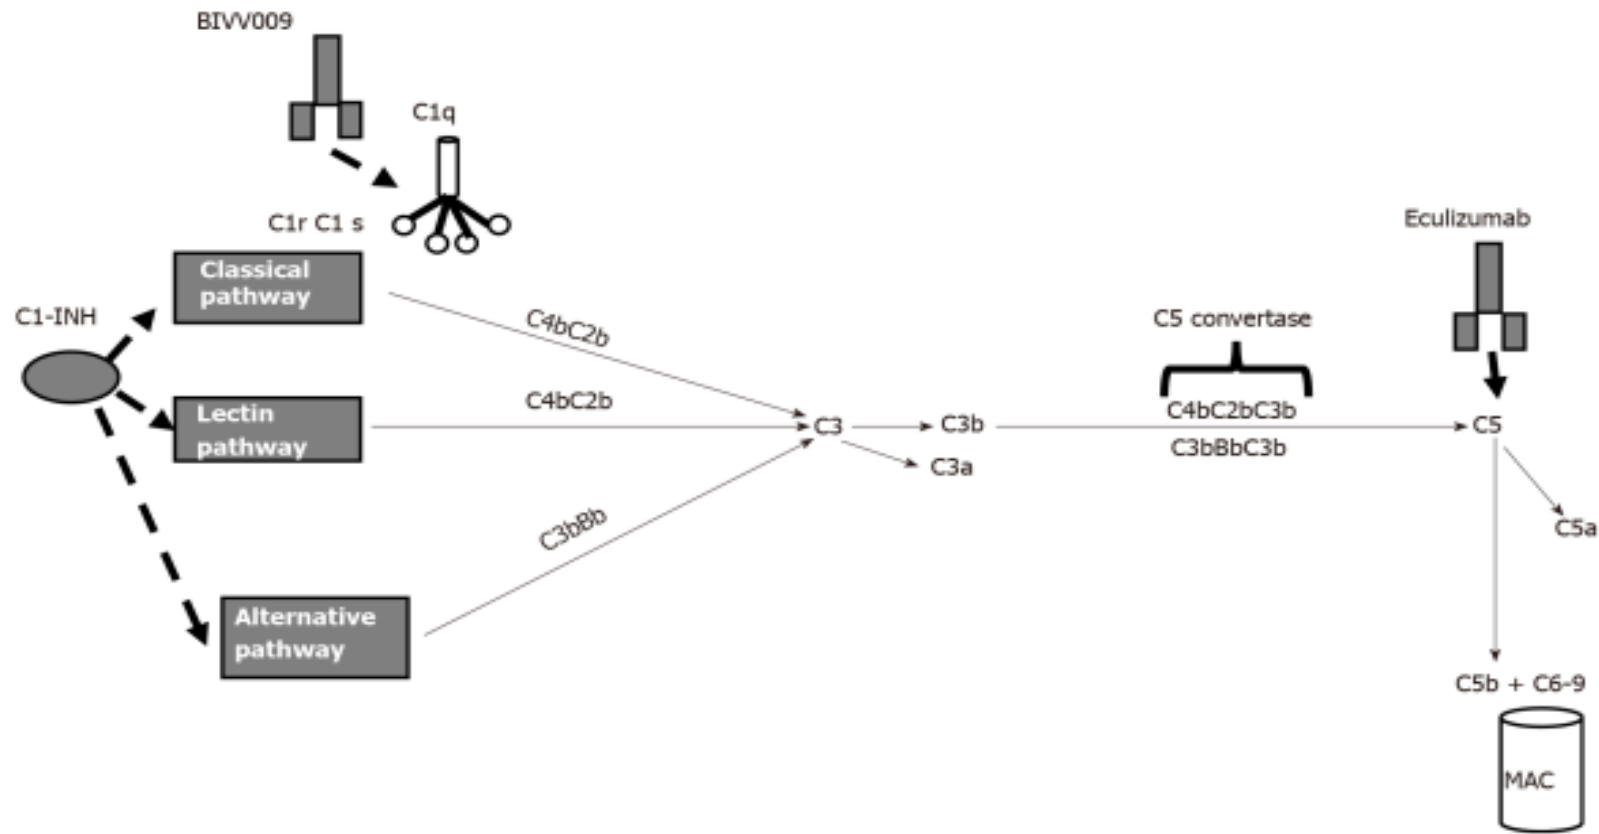 BIVV009
C1q
C1r C1 s
Classical
pathway
C1-INH
Lectin
pathway
Alternative
pathway
C4bC2b
C4bC2b
C3bBb
C3
C3b
C3a
C5 convertase
C4bC2bC3b
C3bBbC3b
Eculizumab
C5
C5a
C5b + C6-9
MAC